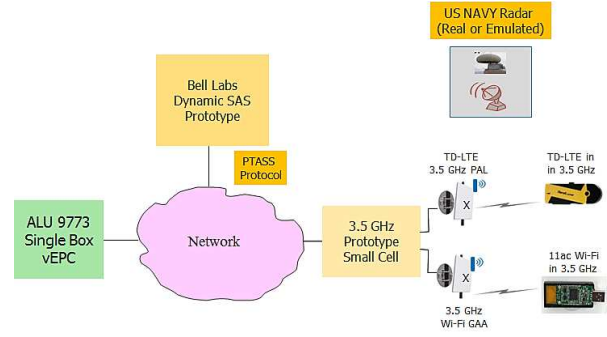 US NAVY Radar
(Real or Emulated)
Bell Labs
Dynamic SAS
Prototype
PTASS
Protocol
TD-LTE
3.5 GHz PAL
TD-LTE in
in 3.5 GHz
X
ALU 9773
Single Box
vEPC
Network
3.5 GHz
Prototype
Small Cell
11ac Wi-Fi
in 3.5 GHz
X
3.5 GHz
Wi-Fi GAA